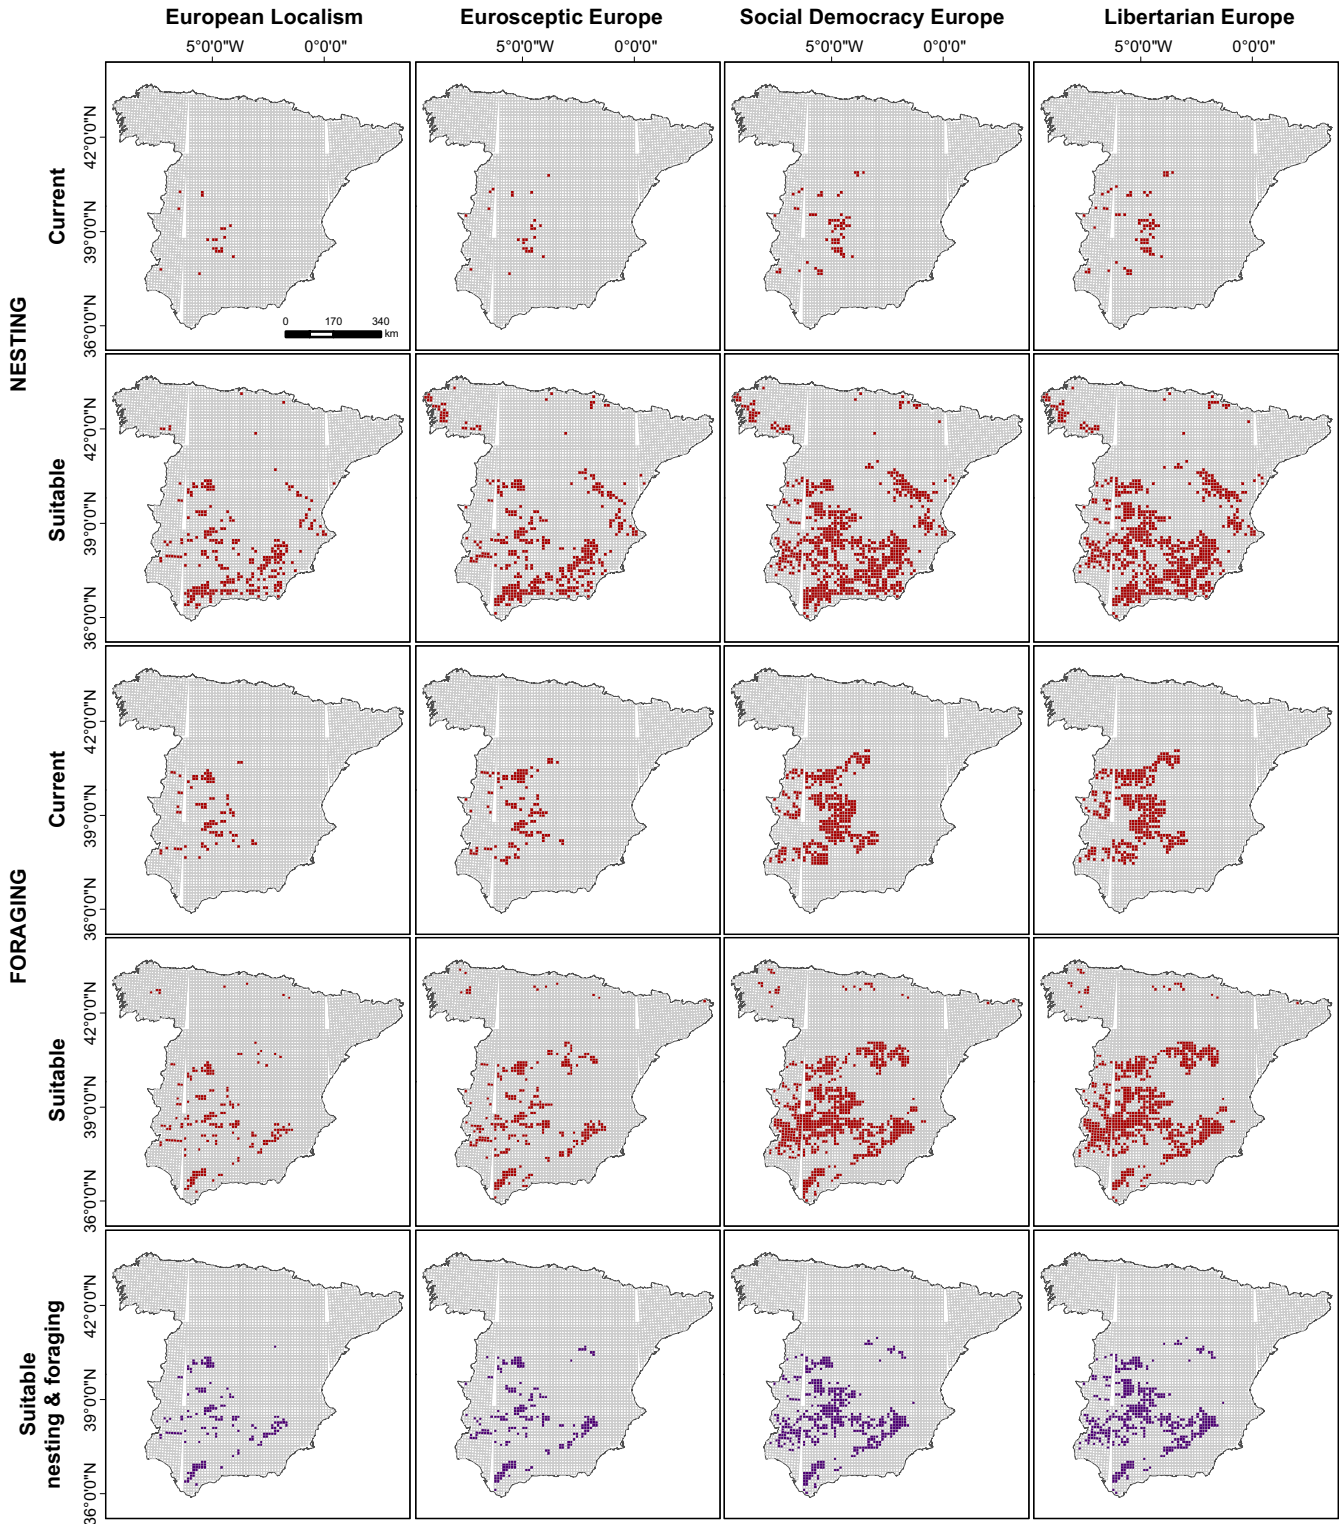 European Localism
Eurosceptic Europe
Social Democracy Europe
Libertarian Europe
5°0'0"W
0°0'0"
5°0'0"W
0°0'0"
5°0'0"W
0°0'0"
5°0'0"W
0°0'0"
NESTING
Current
42°0'0"N
39°0'0"N
36°0'0"N
0
170
340
km
Suitable
42°0'0"N
39°0'0"N
36°0'0"N
FORAGING
Current
42°0'0"N
39°0'0"N
36°0'0"N
Suitable
42°0'0"N
39°0'0"N
36°0'0"N
Suitable
nesting & foraging
42°0'0"N
39°0'0"N
36°0'0"N